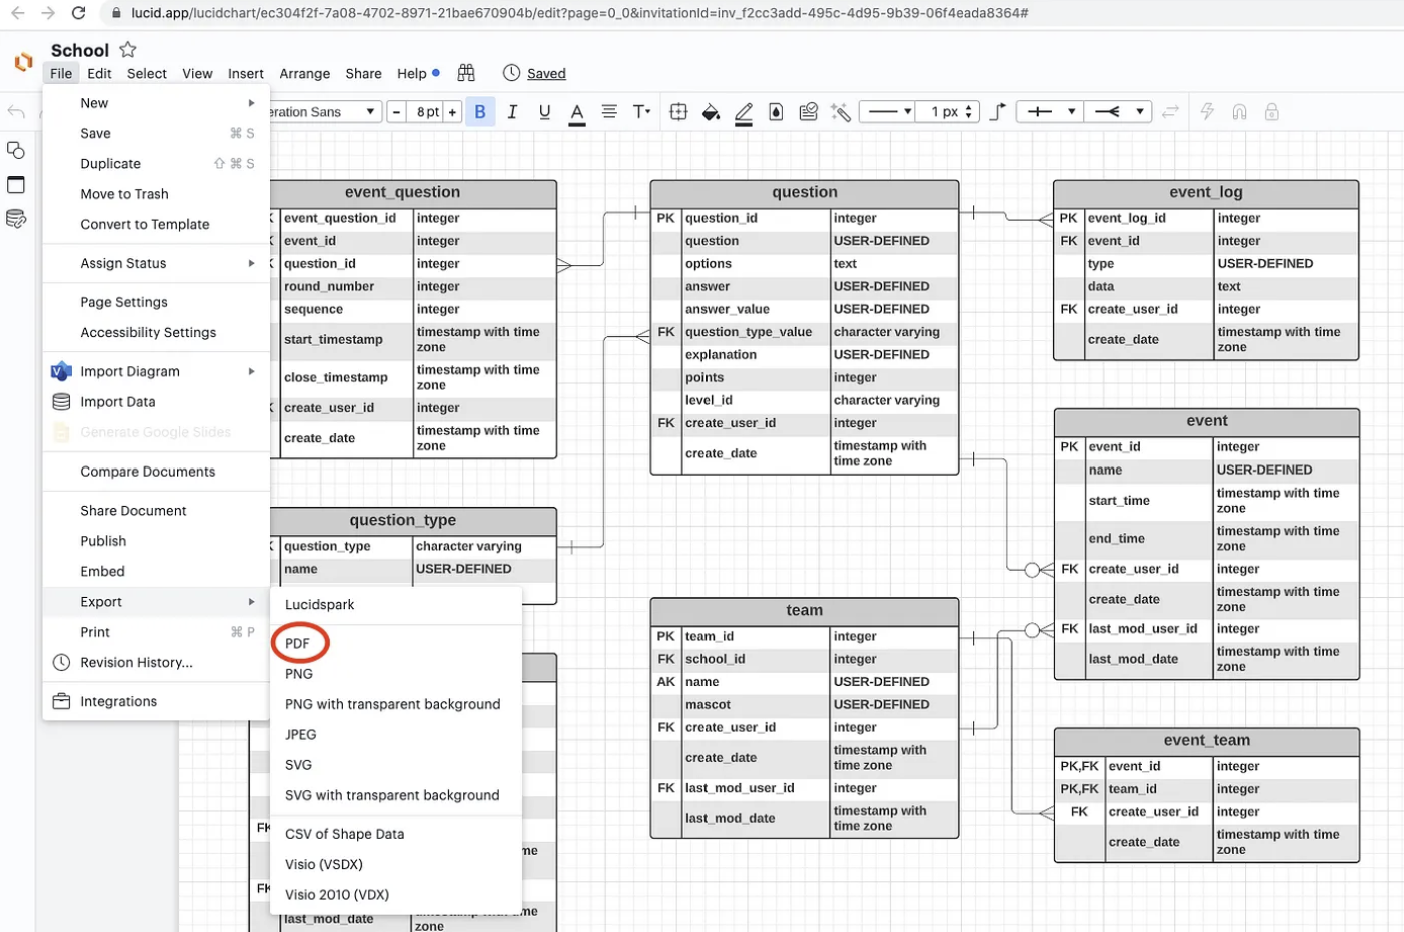 lucid.app/lucidchart/ec304f2f-7a08-4702-8971-21bae670904b/edit?page=0_0&invitationId=inv_f2cc3add-495c-4d95-9b39-06f4eada8364#
School
File Edit Select View Insert Arrange Share Help Saved
eration Sans - 8 pt + B I U A T 1 px
New
Save ⌘ S
Duplicate ⇧ ⌘ S
Move to Trash
Convert to Template
Assign Status
Page Settings
Accessibility Settings
Import Diagram
Import Data
Generate Google Slides
Compare Documents
Share Document
Publish
Embed
Export
Print ⌘ P
Revision History...
Integrations
Lucidspark
PDF
PNG
PNG with transparent background
JPEG
SVG
SVG with transparent background
CSV of Shape Data
Visio (VSDX)
Visio 2010 (VDX)
event_question
K event_question_id integer
K event_id integer
K question_id integer
round_number integer
sequence integer
start_timestamp timestamp with time
zone
close_timestamp timestamp with time
zone
K create_user_id integer
create_date timestamp with time
zone
question_type
K question_type character varying
name USER-DEFINED
FK
me
FK
last_mod_date me
zone
question
PK question_id integer
question USER-DEFINED
options text
answer USER-DEFINED
answer_value USER-DEFINED
FK question_type_value character varying
explanation USER-DEFINED
points integer
level_id character varying
FK create_user_id integer
create_date timestamp with
time zone
team
PK team_id integer
FK school_id integer
AK name USER-DEFINED
mascot USER-DEFINED
FK create_user_id integer
create_date timestamp with
time zone
FK last_mod_user_id integer
last_mod_date timestamp with
time zone
event_log
PK event_log_id integer
FK event_id integer
type USER-DEFINED
data text
FK create_user_id integer
create_date timestamp with time
zone
event
PK event_id integer
name USER-DEFINED
start_time timestamp with time
zone
end_time timestamp with time
zone
FK create_user_id integer
create_date timestamp with time
zone
FK last_mod_user_id integer
last_mod_date timestamp with time
zone
event_team
PK,FK event_id integer
PK,FK team_id integer
FK create_user_id integer
create_date timestamp with time
zone